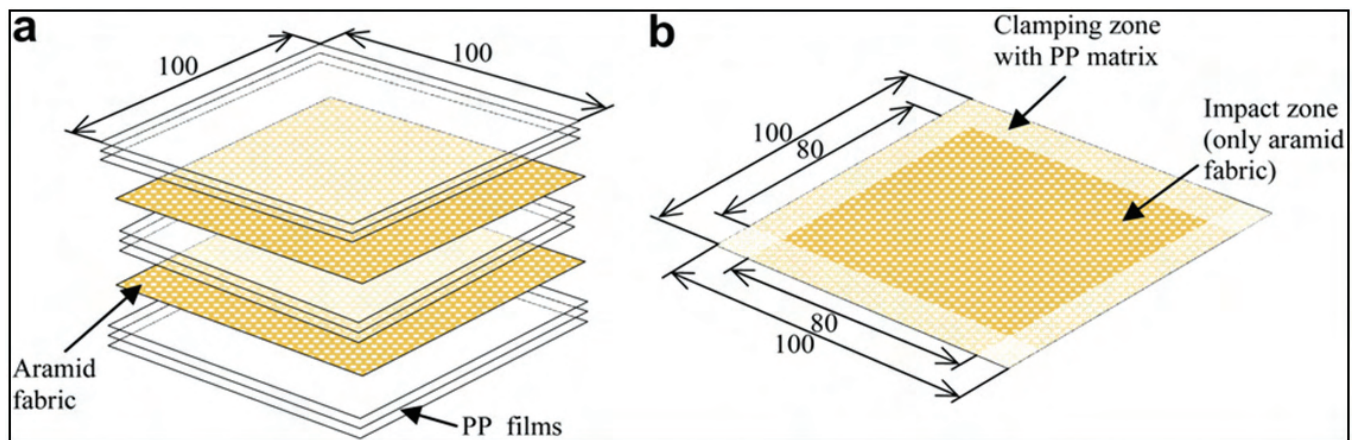 a
100
100
Aramid
fabric
PP films
b
Clamping zone
with PP matrix
Impact zone
(only aramid
fabric)
100
80
80
100